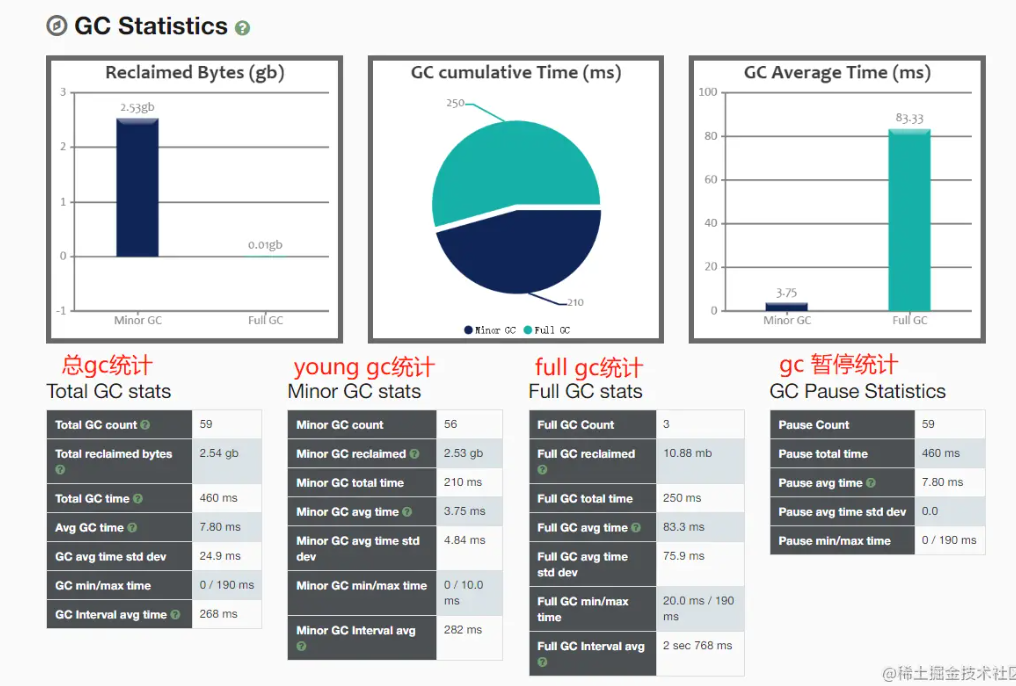 GC Statistics ?
Reclaimed Bytes (gb)
3
2
1
0
-1
2.53gb
0.01gb
Minor GC
Full GC
GC cumulative Time (ms)
250
210
Minor GC
Full GC
GC Average Time (ms)
100
80
60
40
20
0
3.75
83.33
Minor GC
Full GC
总gc统计
Total GC stats
Total GC count ? 59
Total reclaimed bytes 2.54 gb
?
Total GC time ? 460 ms
Avg GC time ? 7.80 ms
GC avg time std dev 24.9 ms
GC min/max time 0 / 190 ms
GC Interval avg time ? 268 ms
young gc统计
Minor GC stats
Minor GC count 56
Minor GC reclaimed ? 2.53 gb
Minor GC total time 210 ms
Minor GC avg time ? 3.75 ms
Minor GC avg time std 4.84 ms
dev
Minor GC min/max time 0 / 10.0
ms
Minor GC Interval avg 282 ms
?
full gc统计
Full GC stats
Full GC Count 3
Full GC reclaimed 10.88 mb
?
Full GC total time 250 ms
Full GC avg time ? 83.3 ms
Full GC avg time 75.9 ms
std dev
Full GC min/max 20.0 ms / 190
time ms
Full GC Interval avg 2 sec 768 ms
?
gc 暂停统计
GC Pause Statistics
Pause Count 59
Pause total time 460 ms
Pause avg time ? 7.80 ms
Pause avg time std dev 0.0
Pause min/max time 0 / 190 ms
@稀土掘金技术社区